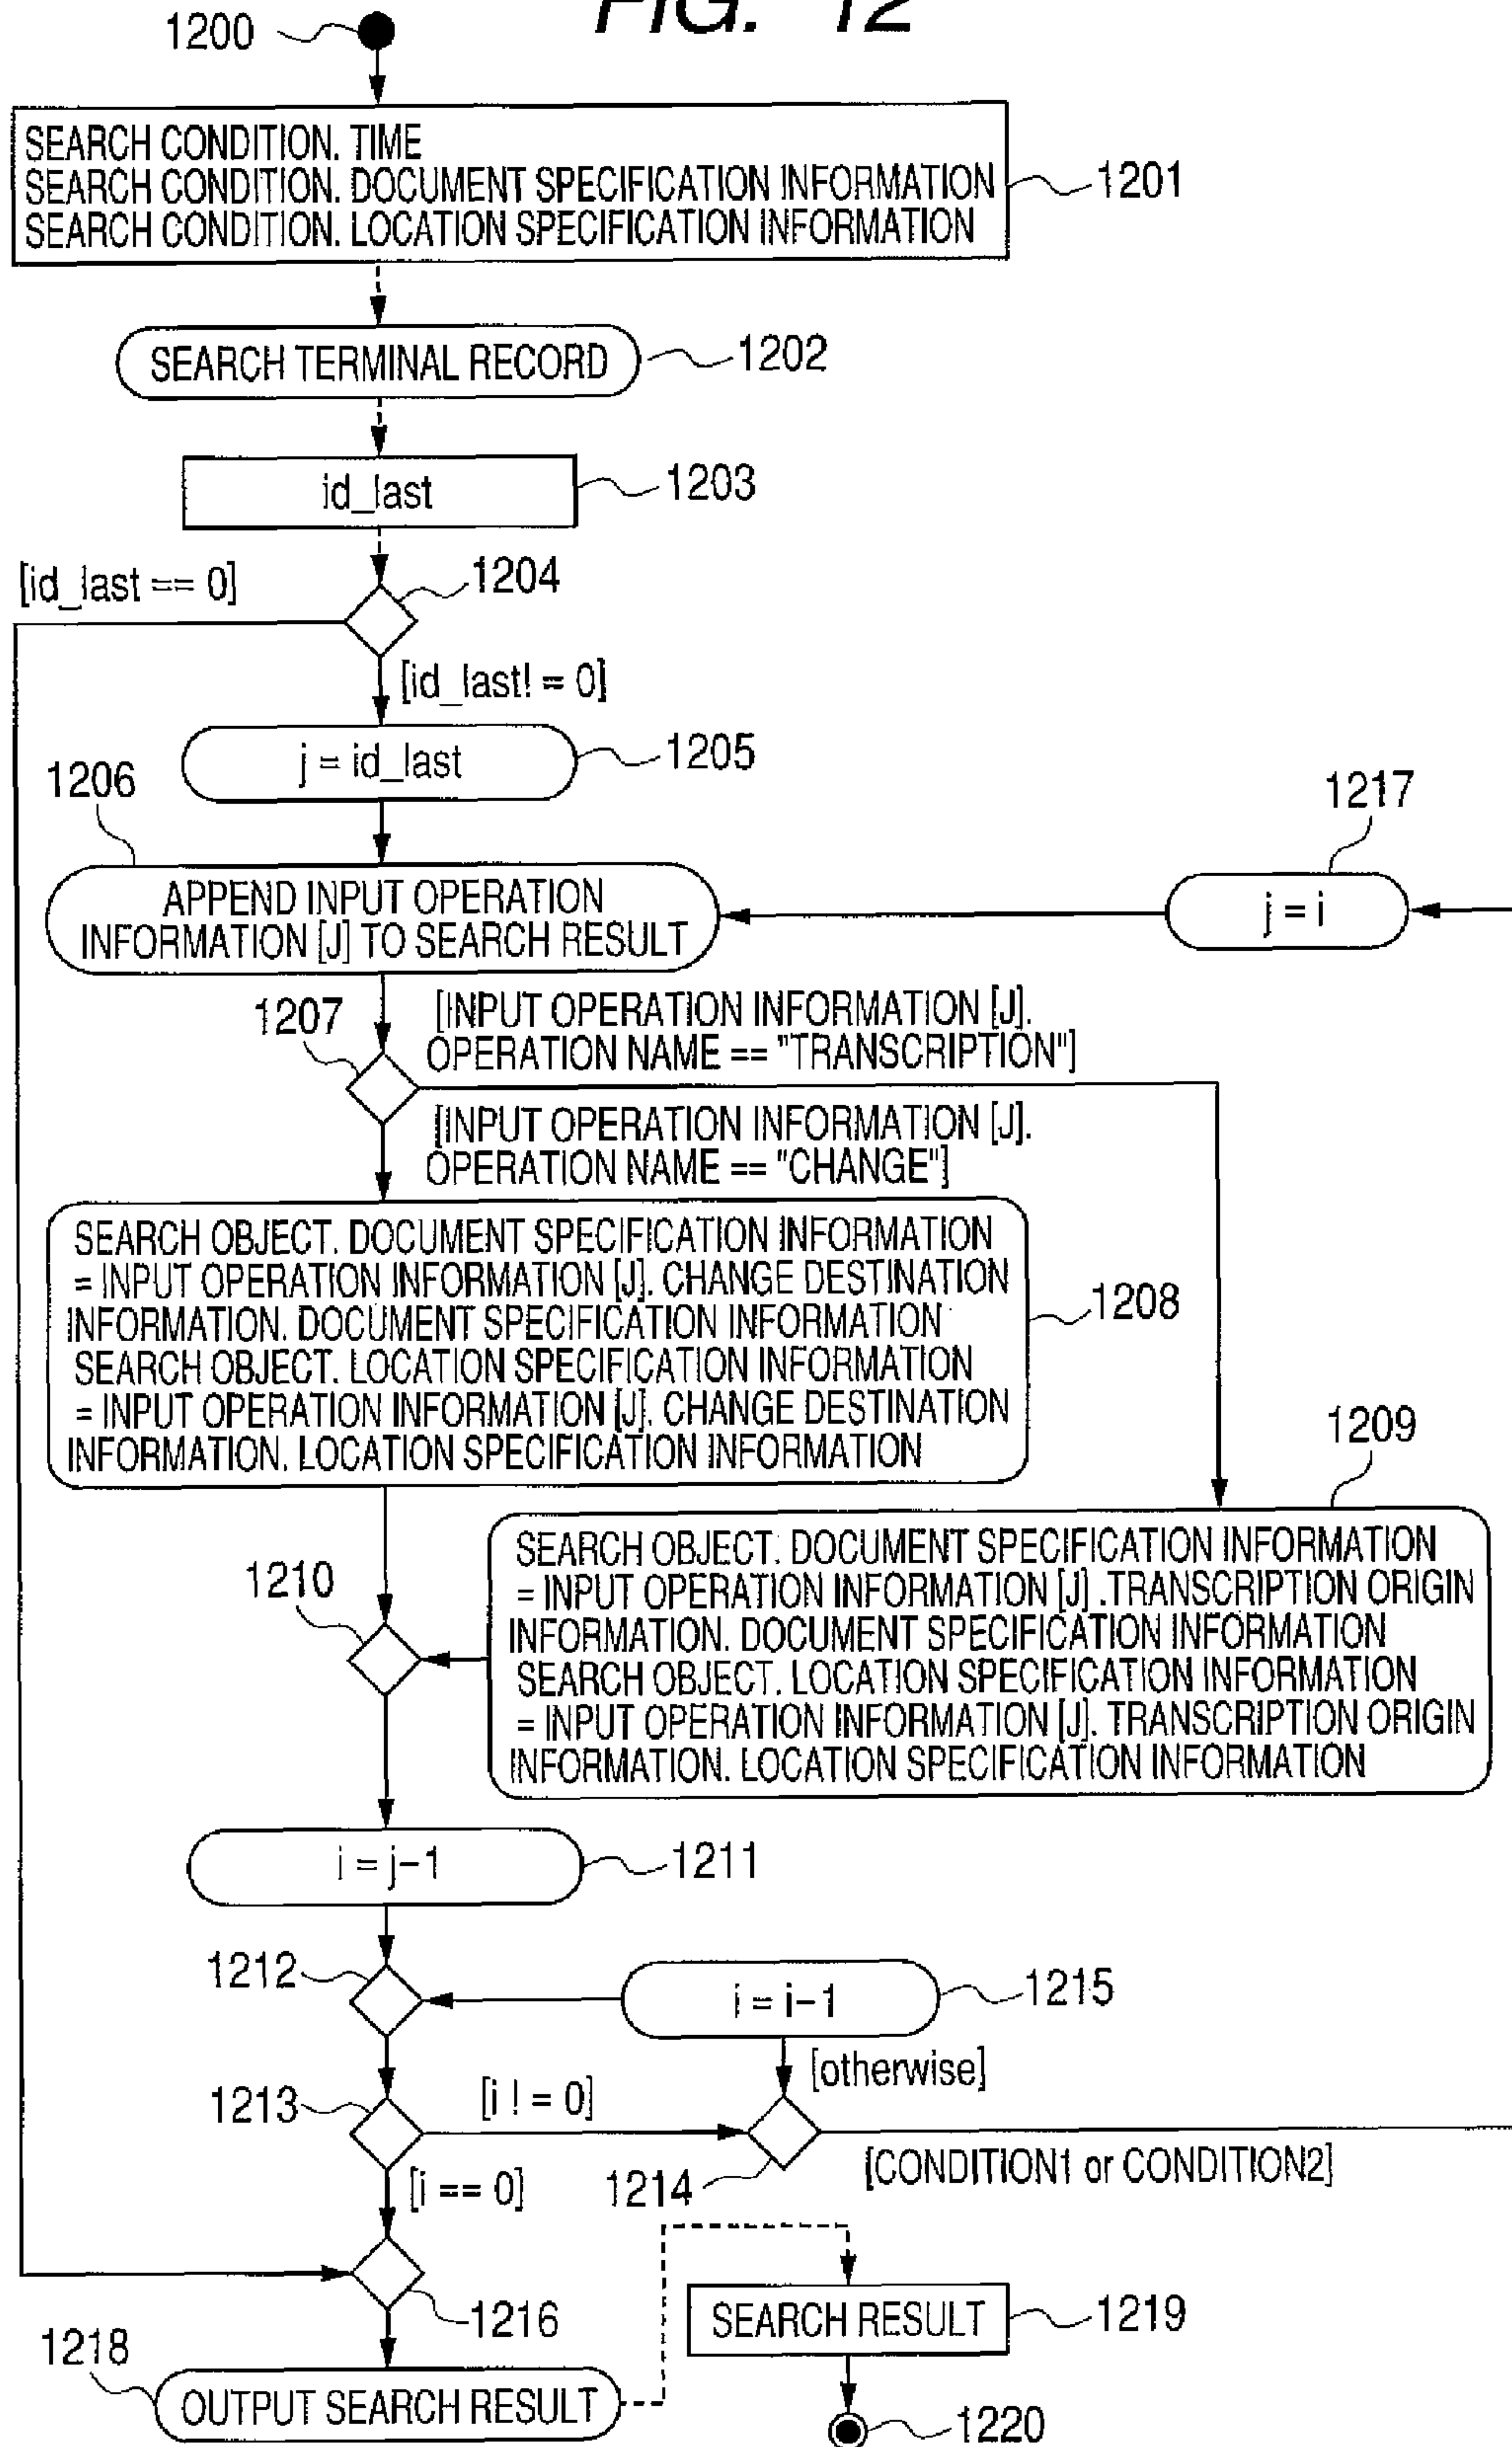 FIG. 12
1200
SEARCH CONDITION. TIME
SEARCH CONDITION. DOCUMENT SPECIFICATION INFORMATION
SEARCH CONDITION. LOCATION SPECIFICATION INFORMATION
1201
SEARCH TERMINAL RECORD
1202
id_last
1203
[id_last == 0]
1204
[id_last! = 0]
j = id_last
1205
1206
1217
APPEND INPUT OPERATION
INFORMATION [J] TO SEARCH RESULT
j = i
1207
[INPUT OPERATION INFORMATION [J].
OPERATION NAME == "TRANSCRIPTION"]
[INPUT OPERATION INFORMATION [J].
OPERATION NAME == "CHANGE"]
SEARCH OBJECT. DOCUMENT SPECIFICATION INFORMATION
= INPUT OPERATION INFORMATION [J]. CHANGE DESTINATION
INFORMATION. DOCUMENT SPECIFICATION INFORMATION
SEARCH OBJECT. LOCATION SPECIFICATION INFORMATION
= INPUT OPERATION INFORMATION [J]. CHANGE DESTINATION
INFORMATION. LOCATION SPECIFICATION INFORMATION
1208
1209
SEARCH OBJECT. DOCUMENT SPECIFICATION INFORMATION
= INPUT OPERATION INFORMATION [J] .TRANSCRIPTION ORIGIN
INFORMATION. DOCUMENT SPECIFICATION INFORMATION
SEARCH OBJECT. LOCATION SPECIFICATION INFORMATION
= INPUT OPERATION INFORMATION [J]. TRANSCRIPTION ORIGIN
INFORMATION. LOCATION SPECIFICATION INFORMATION
1210
i = j-1
1211
1212
i = i-1
1215
[otherwise]
1213
[i ! = 0]
1214
[CONDITION1 or CONDITION2]
[i == 0]
1216
SEARCH RESULT
1219
1218
OUTPUT SEARCH RESULT
1220